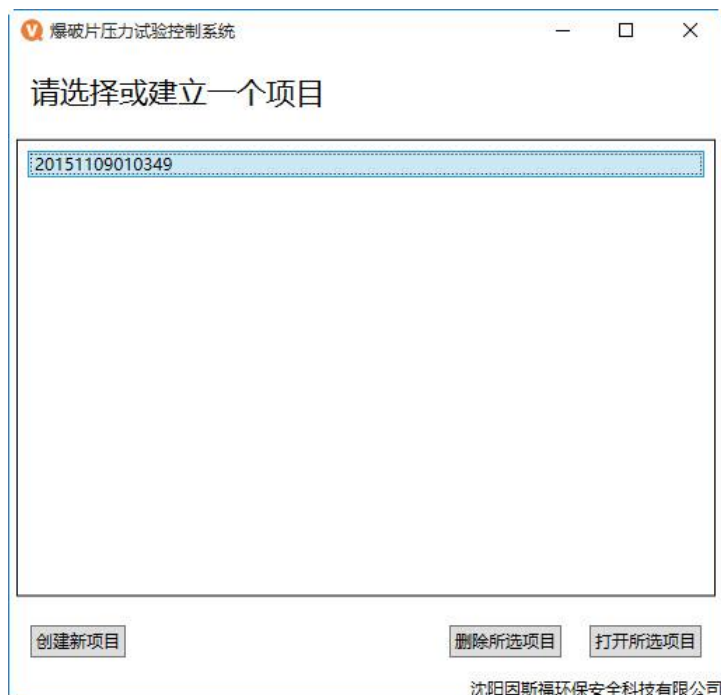 爆破片压力试验控制系统
请选择或建立一个项目
20151109010349
创建新项目 删除所选项目 打开所选项目
沈阳因斯福环保安全科技有限公司